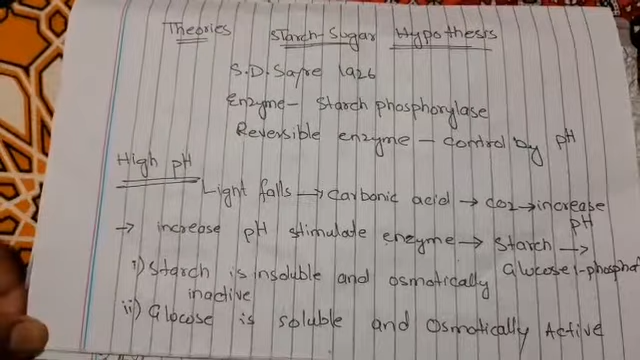 Theories Starch-Sugar Hypothesis
S.D. Sayre 1926
Enzyme- Starch phosphorylase
Reversible enzyme - control by pH
High pH
Light falls → carbonic acid → CO2 → increase pH
→ increase pH stimulate enzyme → Starch →
glucose 1-phosphat
i) Starch is insoluble and osmotically
inactive
ii) Glocose is soluble and osmotically Active